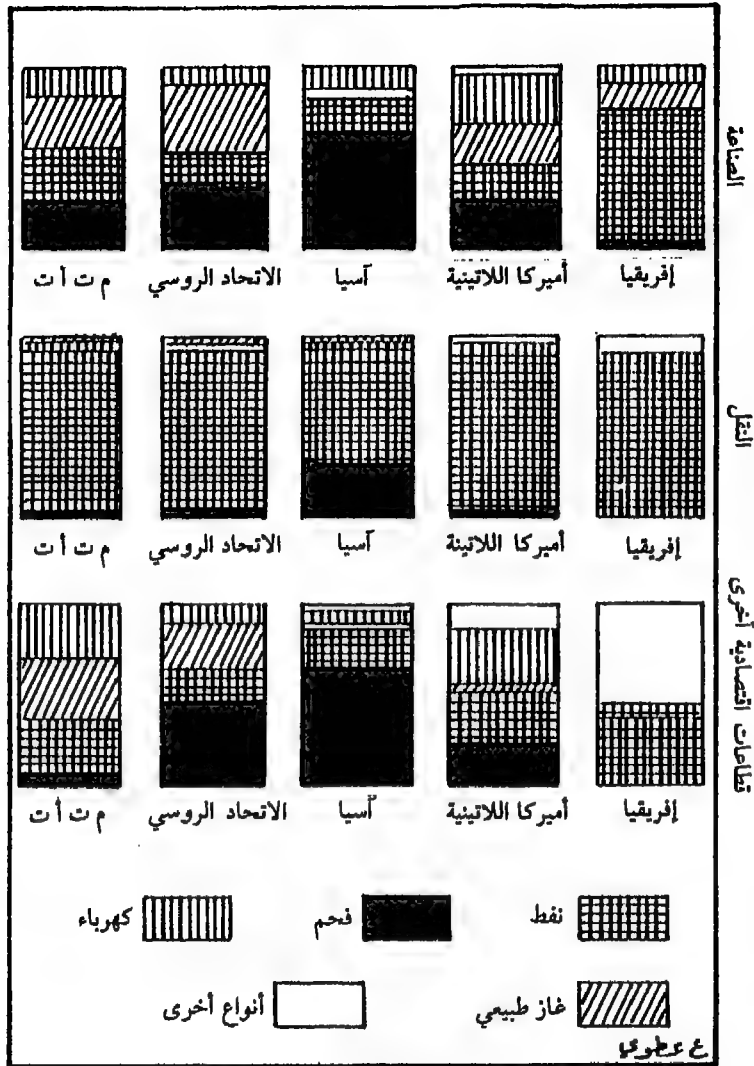 الصناعة
إفريقيا أميركا اللاتينية آسيا الاتحاد الروسي م ت أ ت
النقل
إفريقيا أميركا اللاتينة آسيا الاتحاد الروسي م ت أ ت
قطاعات اقتصادية أخرى
إفريقيا أميركا اللاتينية آسيا الاتحاد الروسي م ت أ ت
نفط فحم كهرباء
غاز طبيعي أنواع أخرى
ع عطوي